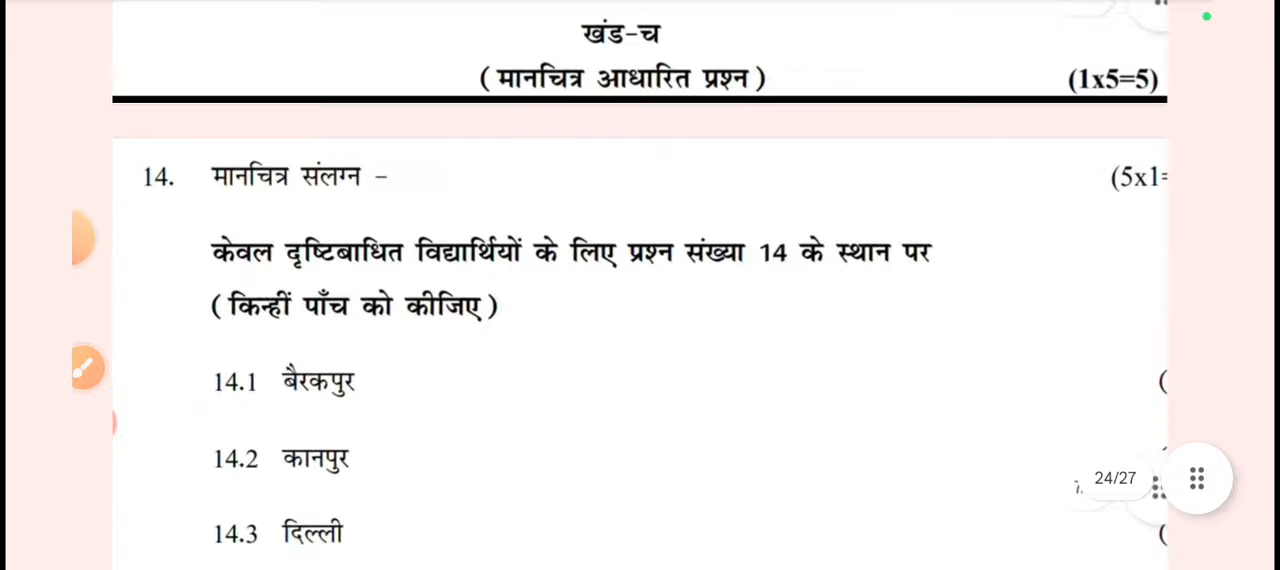 खंड-च
(मानचित्र आधारित प्रश्न) (1x5=5)
14. मानचित्र संलग्न - (5x1=
केवल दृष्टिबाधित विद्यार्थियों के लिए प्रश्न संख्या 14 के स्थान पर
(किन्हीं पाँच को कीजिए)
14.1 बैरकपुर (
14.2 कानपुर
24/27
14.3 दिल्ली (